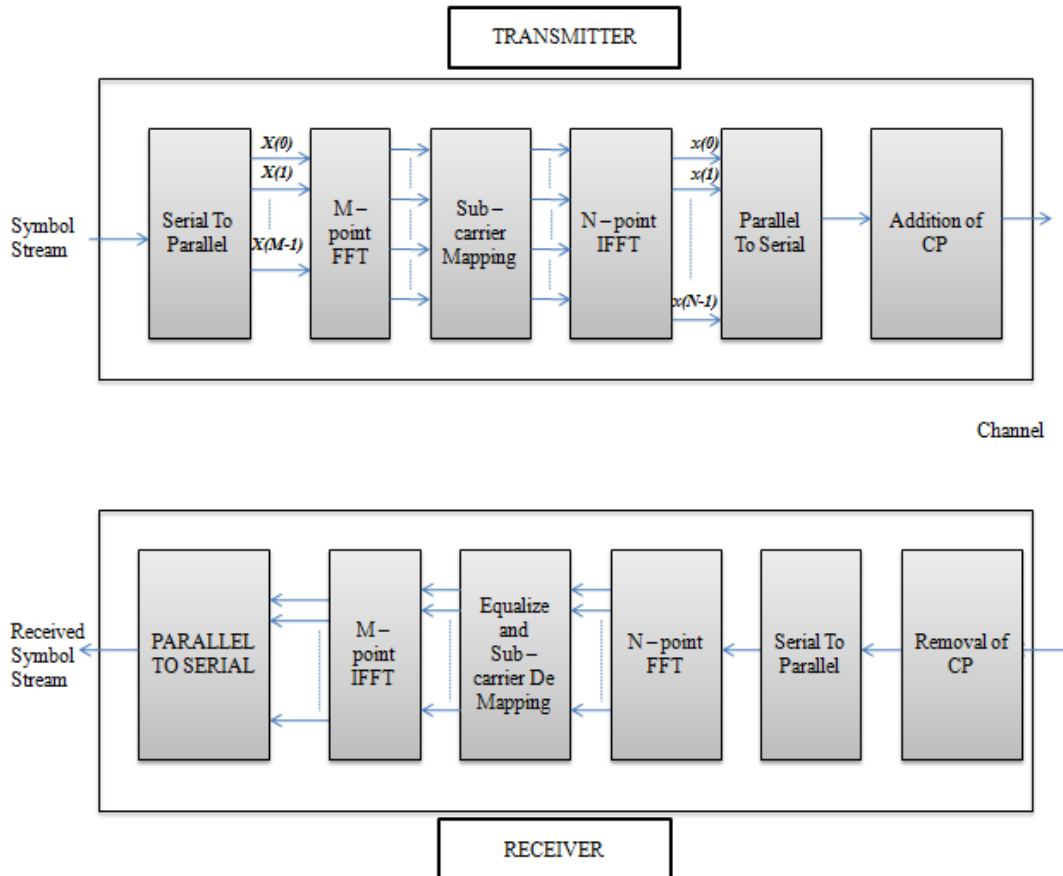 TRANSMITTER
Symbol
Stream
Serial To
Parallel
X(0)
X(1)
X(M-1)
M –
point
FFT
Sub –
carrier
Mapping
N – point
IFFT
x(0)
x(1)
x(N-1)
Parallel
To Serial
Addition of
CP
Channel
Received
Symbol
Stream
PARALLEL
TO SERIAL
M –
point
IFFT
Equalize
and
Sub –
carrier De
Mapping
N – point
FFT
Serial To
Parallel
Removal of
CP
RECEIVER